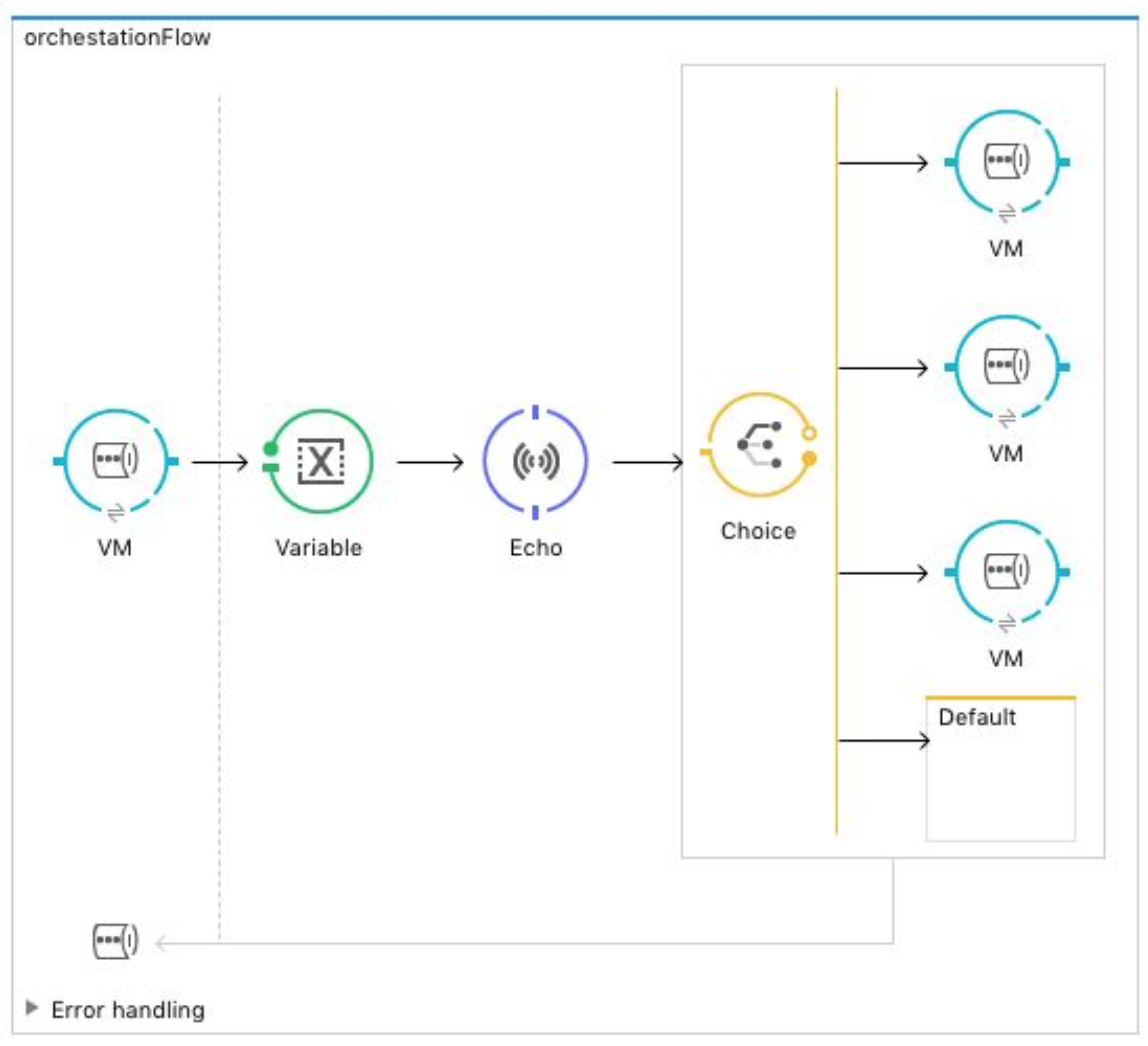 orchestationFlow
VM
Variable
Echo
Choice
VM
VM
VM
Default
Error handling